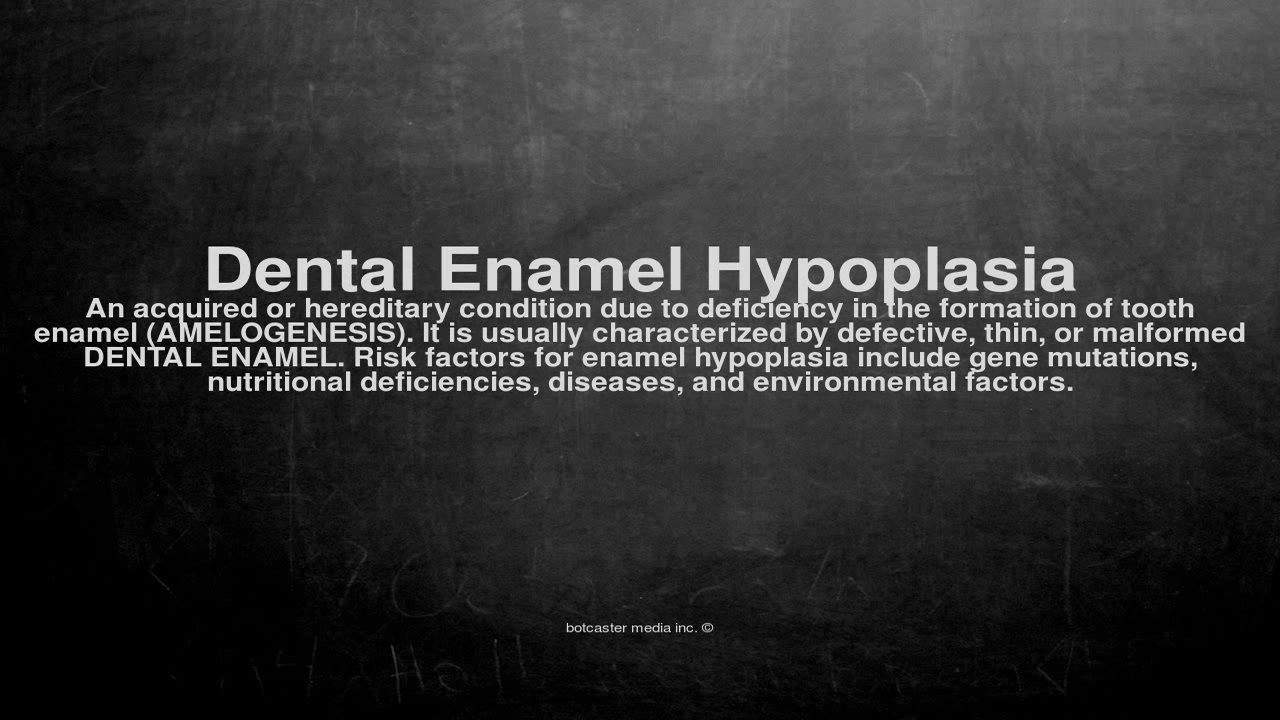 Dental Enamel Hypoplasia
An acquired or hereditary condition due to deficiency in the formation of tooth
enamel (AMELOGENESIS). It is usually characterized by defective, thin, or malformed
DENTAL ENAMEL. Risk factors for enamel hypoplasia include gene mutations,
nutritional deficiencies, diseases, and environmental factors.
botcaster media inc. ©